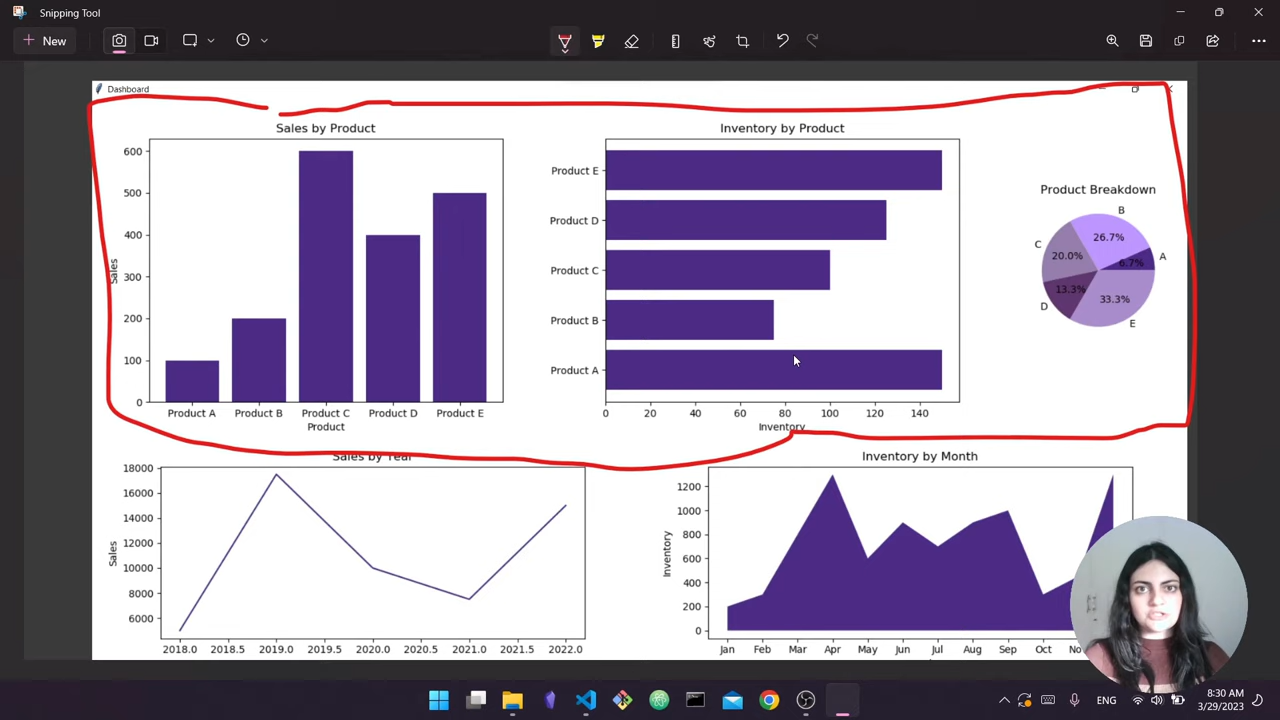 Snipping Tool
New
Dashboard
Sales by Product
600
500
400
300
200
100
0
Sales
Product A Product B Product C Product D Product E
Product
Inventory by Product
Product E
Product D
Product C
Product B
Product A
0 20 40 60 80 100 120 140
Inventory
Product Breakdown
B
26.7%
C
20.0%
A
6.7%
13.3%
D
33.3%
E
Sales by Year
18000
16000
14000
12000
10000
8000
6000
Sales
2018.0 2018.5 2019.0 2019.5 2020.0 2020.5 2021.0 2021.5 2022.0
Inventory by Month
1200
1000
800
600
400
200
0
Inventory
Jan Feb Mar Apr May Jun Jul Aug Sep Oct
ENG
8:30 AM
3/29/2023